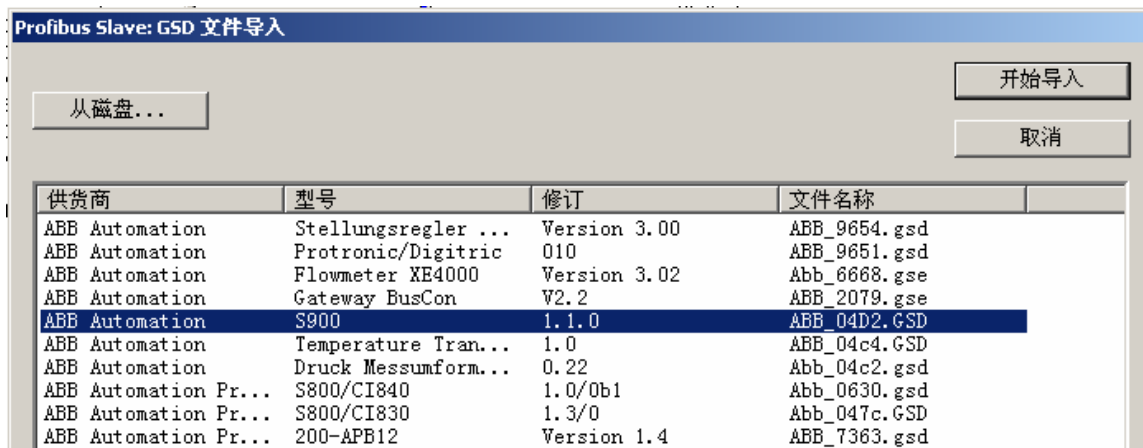 Profibus Slave: GSD 文件导入
开始导入
从磁盘...
取消
供货商 型号 修订 文件名称
ABB Automation Stellungsregler ... Version 3.00 ABB_9654.gsd
ABB Automation Protronic/Digitric 010 ABB_9651.gsd
ABB Automation Flowmeter XE4000 Version 3.02 Abb_6668.gse
ABB Automation Gateway BusCon V2.2 ABB_2079.gse
ABB Automation S900 1.1.0 ABB_04D2.GSD
ABB Automation Temperature Tran... 1.0 ABB_04c4.GSD
ABB Automation Druck Messumform... 0.22 Abb_04c2.gsd
ABB Automation Pr... S800/CI840 1.0/0b1 Abb_0630.gsd
ABB Automation Pr... S800/CI830 1.3/0 Abb_047c.GSD
ABB Automation Pr... 200-APB12 Version 1.4 ABB_7363.gsd